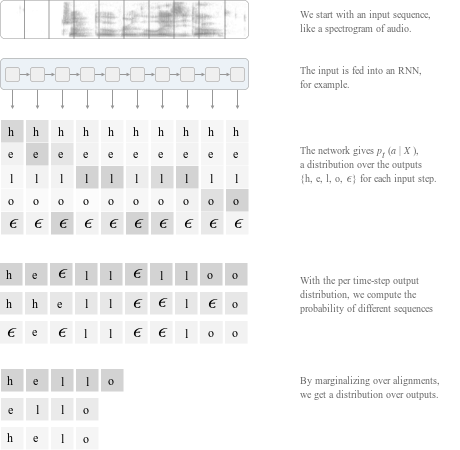 We start with an input sequence,
like a spectrogram of audio.
The input is fed into an RNN,
for example.
h h h h h h h h h h
e e e e e e e e e e
l l l l l l l l l l
o o o o o o o o o o
ϵ ϵ ϵ ϵ ϵ ϵ ϵ ϵ ϵ ϵ
The network gives p_t (a | X),
a distribution over the outputs
{h, e, l, o, ϵ} for each input step.
h e ϵ l l ϵ l l o o
h h e l l ϵ ϵ l ϵ o
ϵ e ϵ l l ϵ ϵ l o o
With the per time-step output
distribution, we compute the
probability of different sequences
h e l l o
e l l o
h e l o
By marginalizing over alignments,
we get a distribution over outputs.